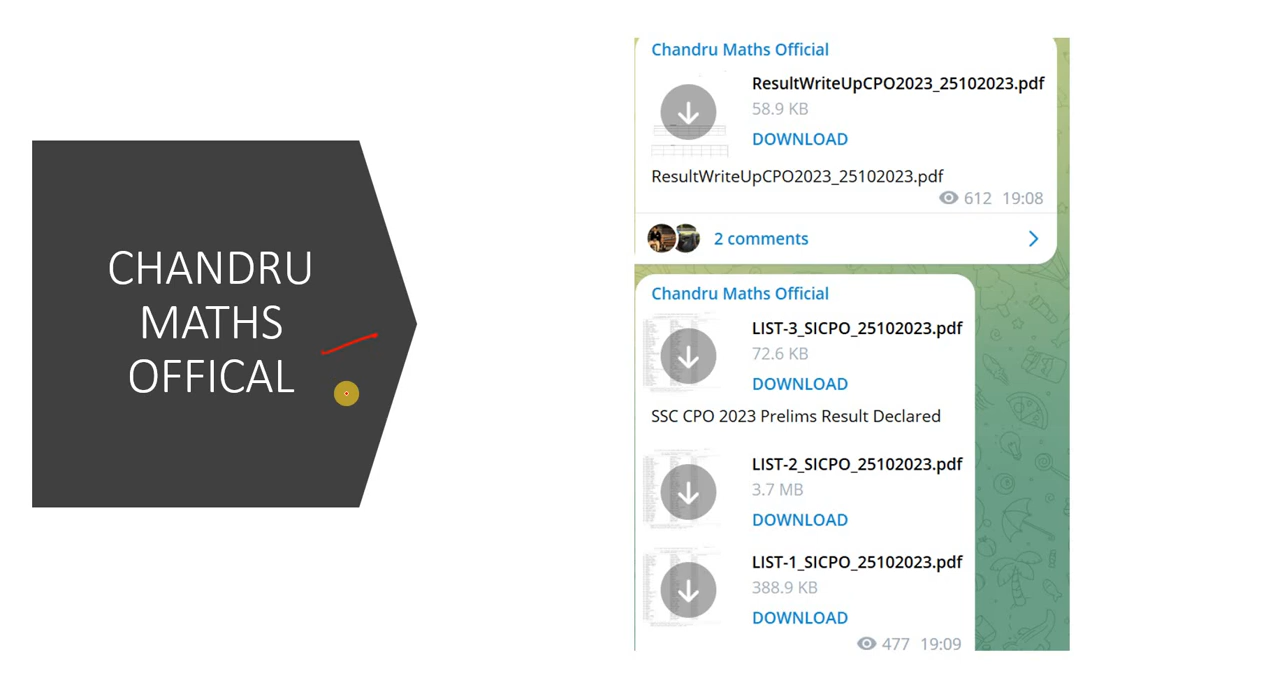 CHANDRU
MATHS
OFFICAL
Chandru Maths Official
ResultWriteUpCPO2023_25102023.pdf
58.9 KB
DOWNLOAD
ResultWriteUpCPO2023_25102023.pdf
612 19:08
2 comments
Chandru Maths Official
LIST-3_SICPO_25102023.pdf
72.6 KB
DOWNLOAD
SSC CPO 2023 Prelims Result Declared
LIST-2_SICPO_25102023.pdf
3.7 MB
DOWNLOAD
LIST-1_SICPO_25102023.pdf
388.9 KB
DOWNLOAD
477 19:09